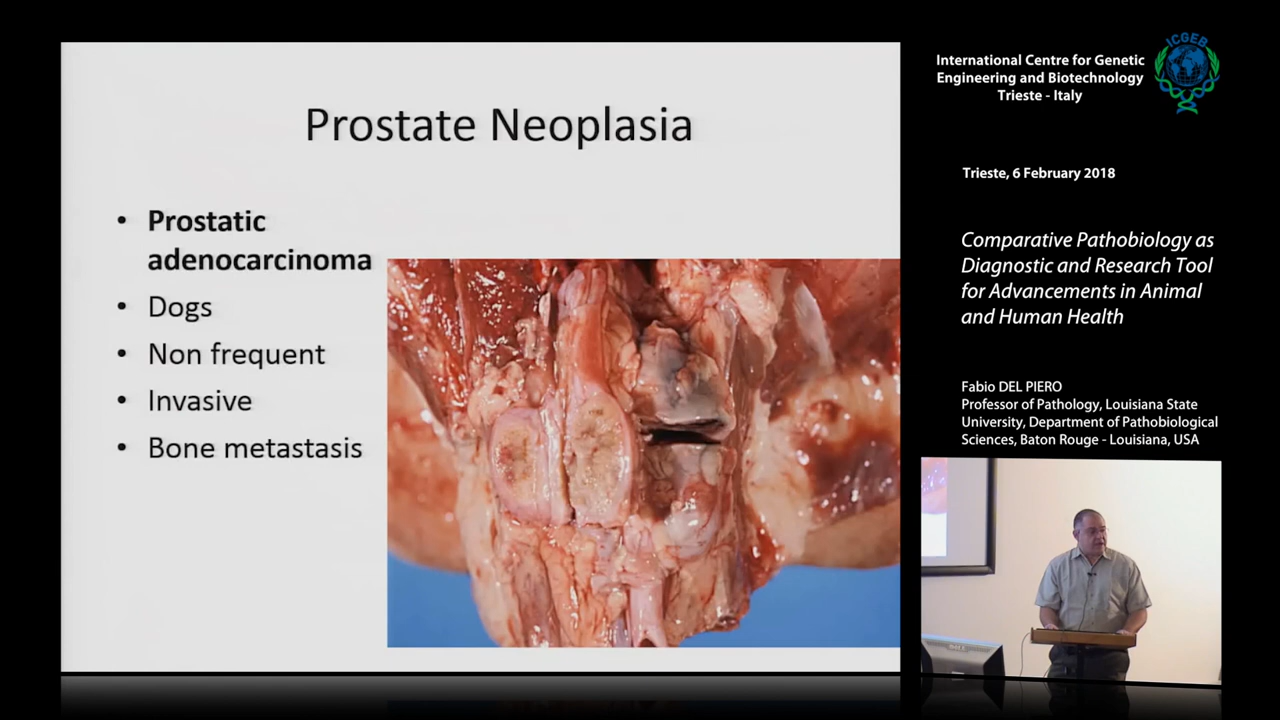 Prostate Neoplasia
• Prostatic
adenocarcinoma
• Dogs
• Non frequent
• Invasive
• Bone metastasis
International Centre for Genetic
Engineering and Biotechnology
Trieste - Italy
ICGEB
Trieste, 6 February 2018
Comparative Pathobiology as
Diagnostic and Research Tool
for Advancements in Animal
and Human Health
Fabio DEL PIERO
Professor of Pathology, Louisiana State
University, Department of Pathobiological
Sciences, Baton Rouge - Louisiana, USA
DELL